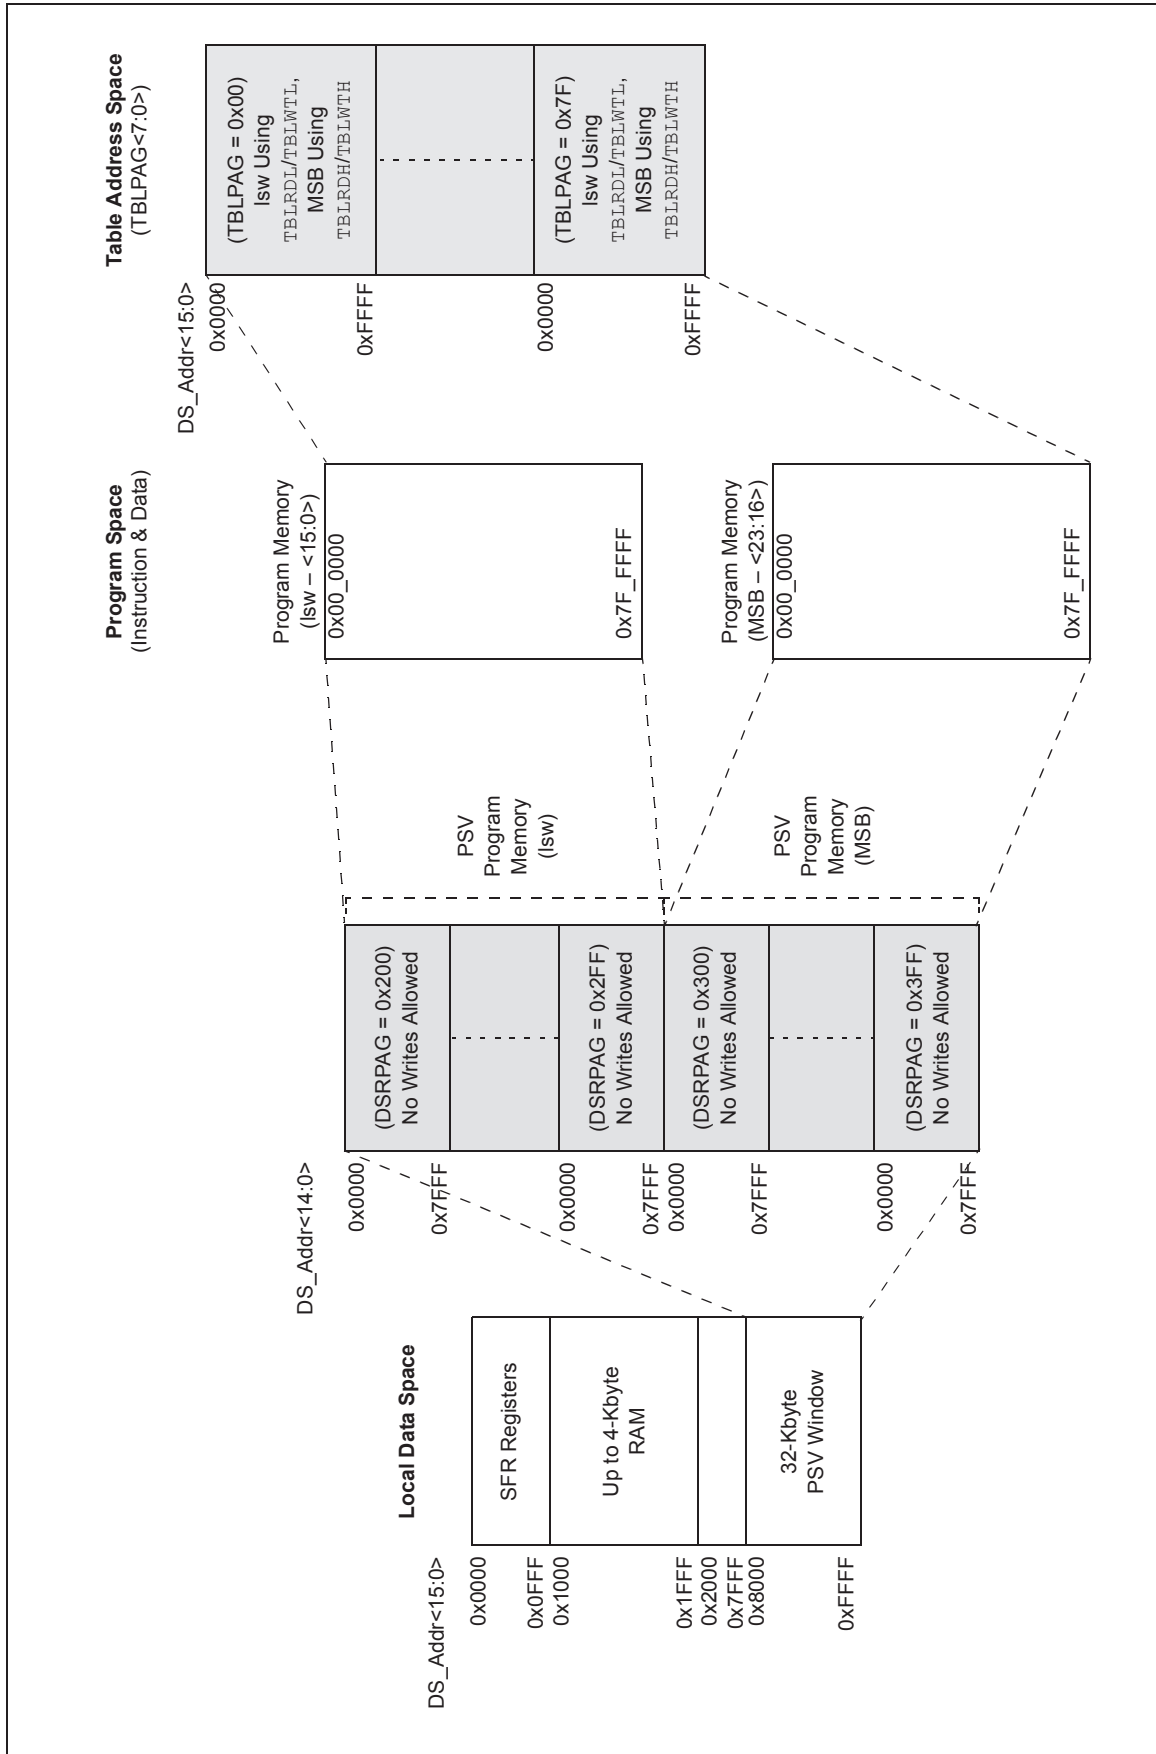 Local Data Space
DS_Addr<15:0>
0x0000
SFR Registers
0x0FFF
0x1000
Up to 4-Kbyte
RAM
0x1FFF
0x2000
0x7FFF
0x8000
32-Kbyte
PSV Window
0xFFFF
DS_Addr<14:0>
0x0000
(DSRPAG = 0x200)
No Writes Allowed
0x7FFF
0x0000
(DSRPAG = 0x2FF)
No Writes Allowed
0x7FFF
0x0000
(DSRPAG = 0x300)
No Writes Allowed
0x7FFF
0x0000
(DSRPAG = 0x3FF)
No Writes Allowed
0x7FFF
PSV
Program
Memory
(lsw)
PSV
Program
Memory
(MSB)
Program Space
(Instruction & Data)
Program Memory
(lsw – <15:0>)
0x00_0000
0x7F_FFFF
Program Memory
(MSB – <23:16>)
0x00_0000
0x7F_FFFF
Table Address Space
(TBLPAG<7:0>)
DS_Addr<15:0>
0x0000
(TBLPAG = 0x00)
lsw Using
TBLRDL/TBLWTL,
MSB Using
TBLRDH/TBLWTH
0xFFFF
0x0000
(TBLPAG = 0x7F)
lsw Using
TBLRDL/TBLWTL,
MSB Using
TBLRDH/TBLWTH
0xFFFF